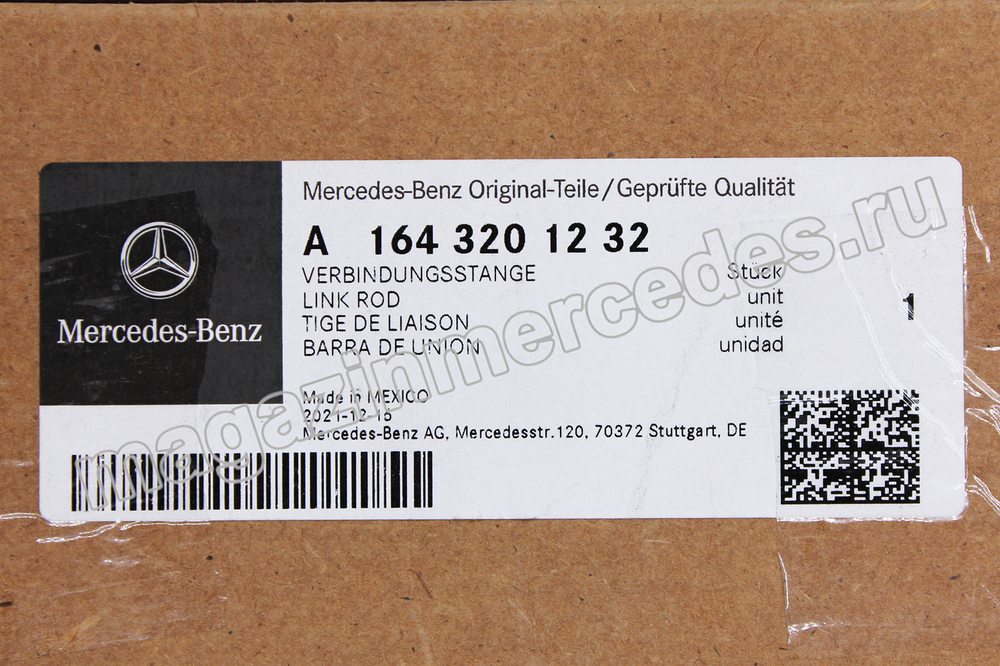 Mercedes-Benz Original-Teile/Geprüfte Qualität
A 164 320 12 32
VERBINDUNGSSTANGE Stück
LINK ROD unit
TIGE DE LIAISON unité
BARRA DE UNION unidad
1
Mercedes-Benz
Made in MEXICO
2021-12-15
Mercedes-Benz AG, Mercedesstr.120, 70372 Stuttgart, DE
magazinmercedes.ru